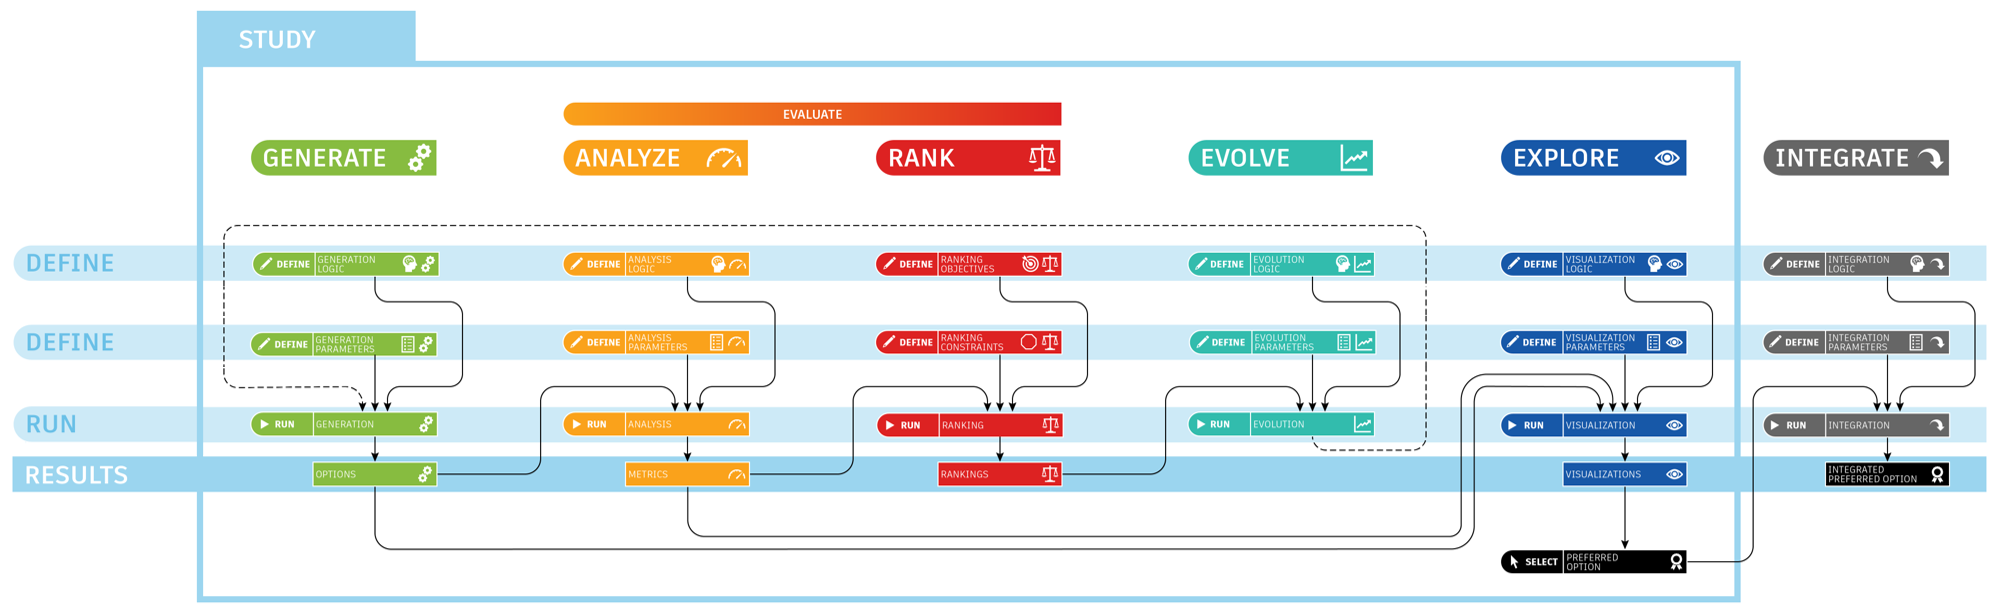 STUDY
EVALUATE
GENERATE
ANALYZE
RANK
EVOLVE
EXPLORE
INTEGRATE
DEFINE
DEFINE
GENERATION
LOGIC
DEFINE
ANALYSIS
LOGIC
DEFINE
RANKING
OBJECTIVES
DEFINE
EVOLUTION
LOGIC
DEFINE
VISUALIZATION
LOGIC
DEFINE
INTEGRATION
LOGIC
DEFINE
DEFINE
GENERATION
PARAMETERS
DEFINE
ANALYSIS
PARAMETERS
DEFINE
RANKING
CONSTRAINTS
DEFINE
EVOLUTION
PARAMETERS
DEFINE
VISUALIZATION
PARAMETERS
DEFINE
INTEGRATION
PARAMETERS
RUN
RUN
GENERATION
RUN
ANALYSIS
RUN
RANKING
RUN
EVOLUTION
RUN
VISUALIZATION
RUN
INTEGRATION
RESULTS
OPTIONS
METRICS
RANKINGS
VISUALIZATIONS
INTEGRATED
PREFERRED OPTION
SELECT
PREFERRED
OPTION